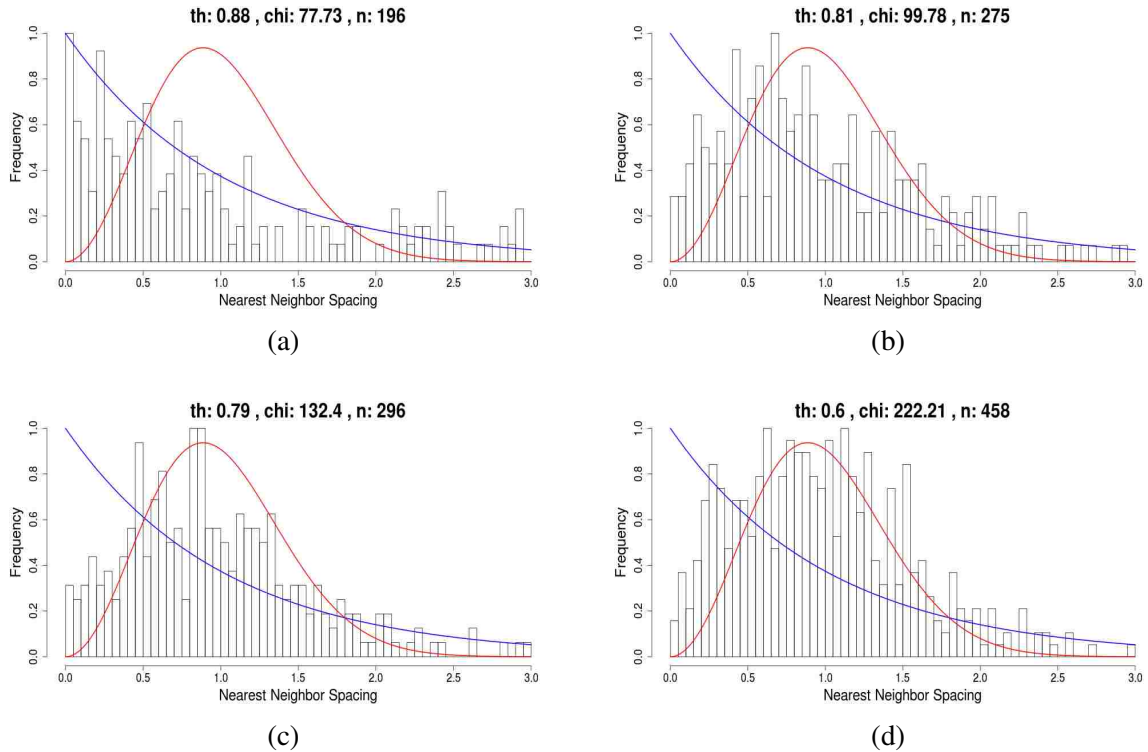 th: 0.88 , chi: 77.73 , n: 196
Frequency
0.0 0.2 0.4 0.6 0.8 1.0
0.0 0.5 1.0 1.5 2.0 2.5 3.0
Nearest Neighbor Spacing
(a)
th: 0.81 , chi: 99.78 , n: 275
Frequency
0.0 0.2 0.4 0.6 0.8 1.0
0.0 0.5 1.0 1.5 2.0 2.5 3.0
Nearest Neighbor Spacing
(b)
th: 0.79 , chi: 132.4 , n: 296
Frequency
0.0 0.2 0.4 0.6 0.8 1.0
0.0 0.5 1.0 1.5 2.0 2.5 3.0
Nearest Neighbor Spacing
(c)
th: 0.6 , chi: 222.21 , n: 458
Frequency
0.0 0.2 0.4 0.6 0.8 1.0
0.0 0.5 1.0 1.5 2.0 2.5 3.0
Nearest Neighbor Spacing
(d)